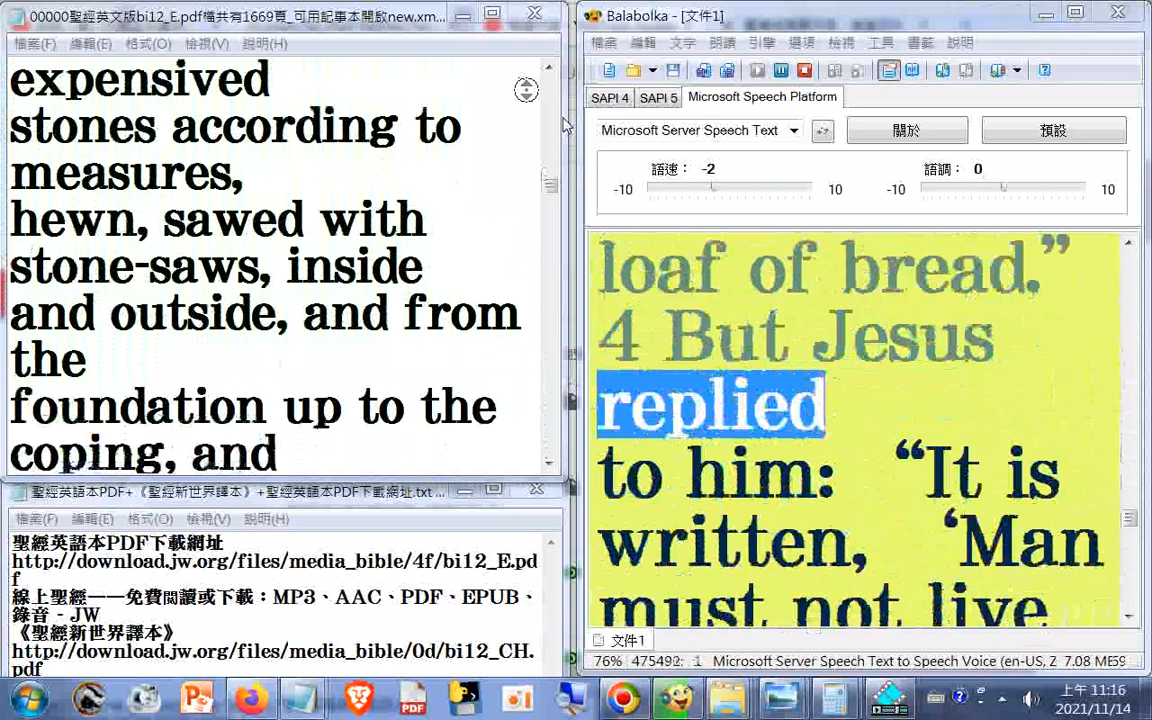 00000聖經英文版bi12_E.pdf檔共有1669頁_可用記事本開啟new.xm...
檔案(F) 編輯(E) 格式(O) 檢視(V) 說明(H)
expensived
stones according to
measures,
hewn, sawed with
stone-saws, inside
and outside, and from
the
foundation up to the
coping, and
聖經英語本PDF+《聖經新世界譯本》+聖經英語本PDF下載網址.txt ...
檔案(F) 編輯(E) 格式(O) 檢視(V) 說明(H)
聖經英語本PDF下載網址
http://download.jw.org/files/media_bible/4f/bi12_E.pd
f
線上聖經——免費閱讀或下載：MP3、AAC、PDF、EPUB、
錄音 - JW
《聖經新世界譯本》
http://download.jw.org/files/media_bible/0d/bi12_CH.
pdf
Balabolka - [文件1]
檔案 編輯 文字 朗讀 引擎 選項 檢視 工具 書籤 說明
SAPI 4 SAPI 5 Microsoft Speech Platform
Microsoft Server Speech Text 關於 預設
語速： -2 語調： 0
-10 10 -10 10
loaf of bread.”
4 But Jesus
replied
to him: “It is
written, ‘Man
must not live
文件1
76% 475492: 1 Microsoft Server Speech Text to Speech Voice (en-US, Z 7.08 ME59
PDF
上午 11:16
2021/11/14